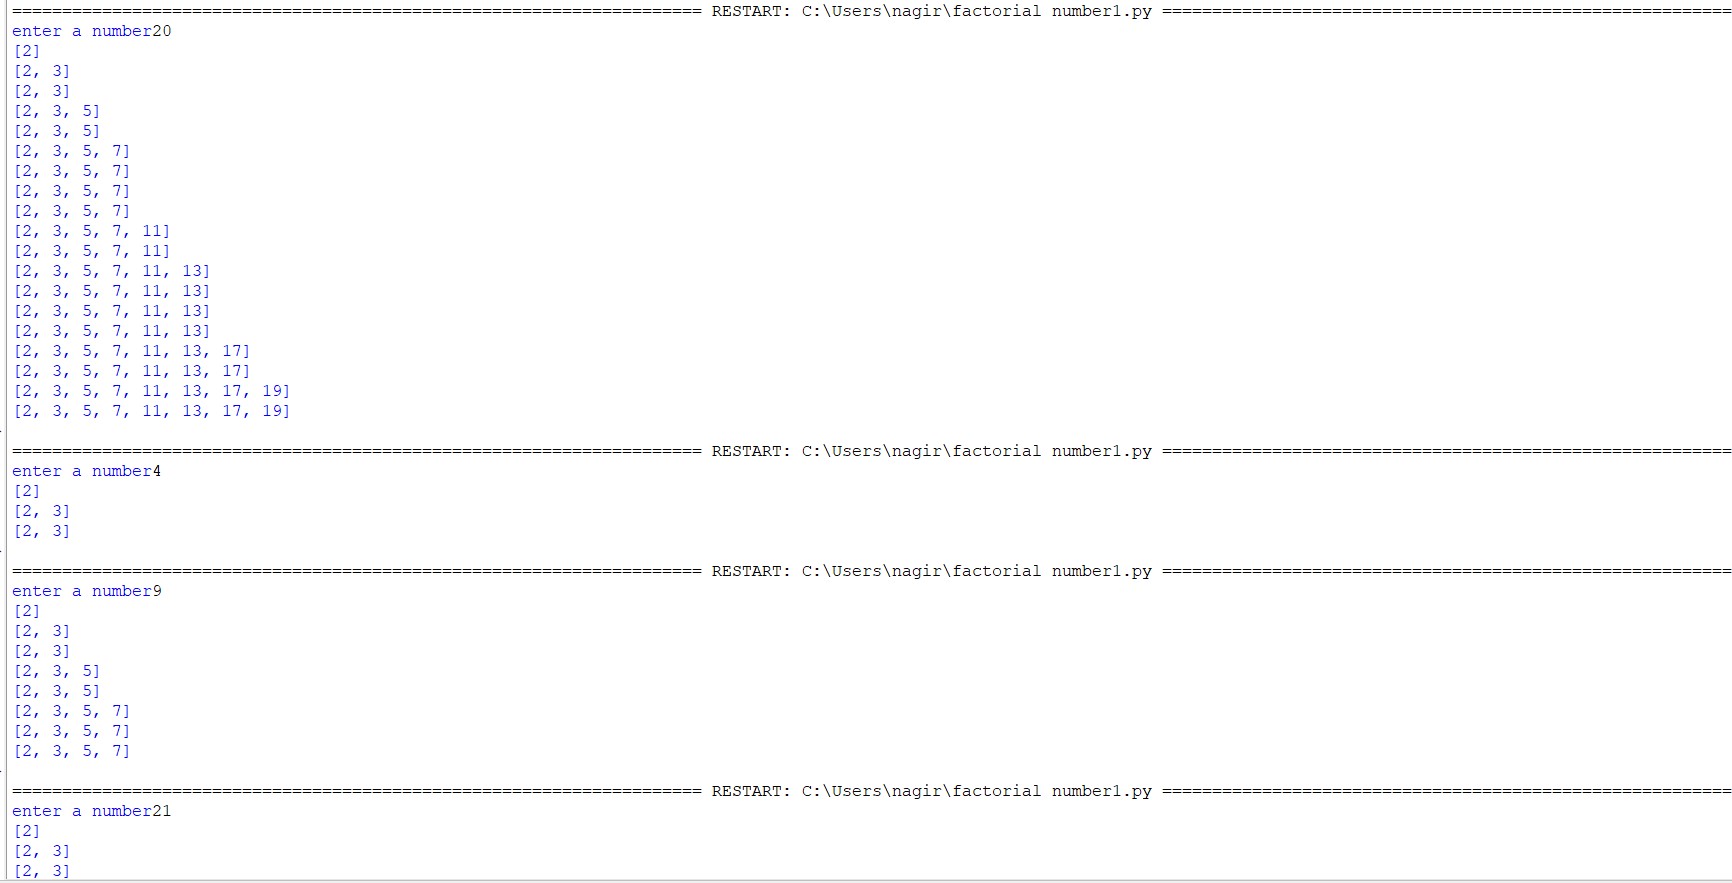 ===================================================================== RESTART: C:\Users\nagir\factorial number1.py =========================================================
enter a number20
[2]
[2, 3]
[2, 3]
[2, 3, 5]
[2, 3, 5]
[2, 3, 5, 7]
[2, 3, 5, 7]
[2, 3, 5, 7]
[2, 3, 5, 7]
[2, 3, 5, 7, 11]
[2, 3, 5, 7, 11]
[2, 3, 5, 7, 11, 13]
[2, 3, 5, 7, 11, 13]
[2, 3, 5, 7, 11, 13]
[2, 3, 5, 7, 11, 13]
[2, 3, 5, 7, 11, 13, 17]
[2, 3, 5, 7, 11, 13, 17]
[2, 3, 5, 7, 11, 13, 17, 19]
[2, 3, 5, 7, 11, 13, 17, 19]
===================================================================== RESTART: C:\Users\nagir\factorial number1.py =========================================================
enter a number4
[2]
[2, 3]
[2, 3]
===================================================================== RESTART: C:\Users\nagir\factorial number1.py =========================================================
enter a number9
[2]
[2, 3]
[2, 3]
[2, 3, 5]
[2, 3, 5]
[2, 3, 5, 7]
[2, 3, 5, 7]
[2, 3, 5, 7]
===================================================================== RESTART: C:\Users\nagir\factorial number1.py =========================================================
enter a number21
[2]
[2, 3]
[2, 3]